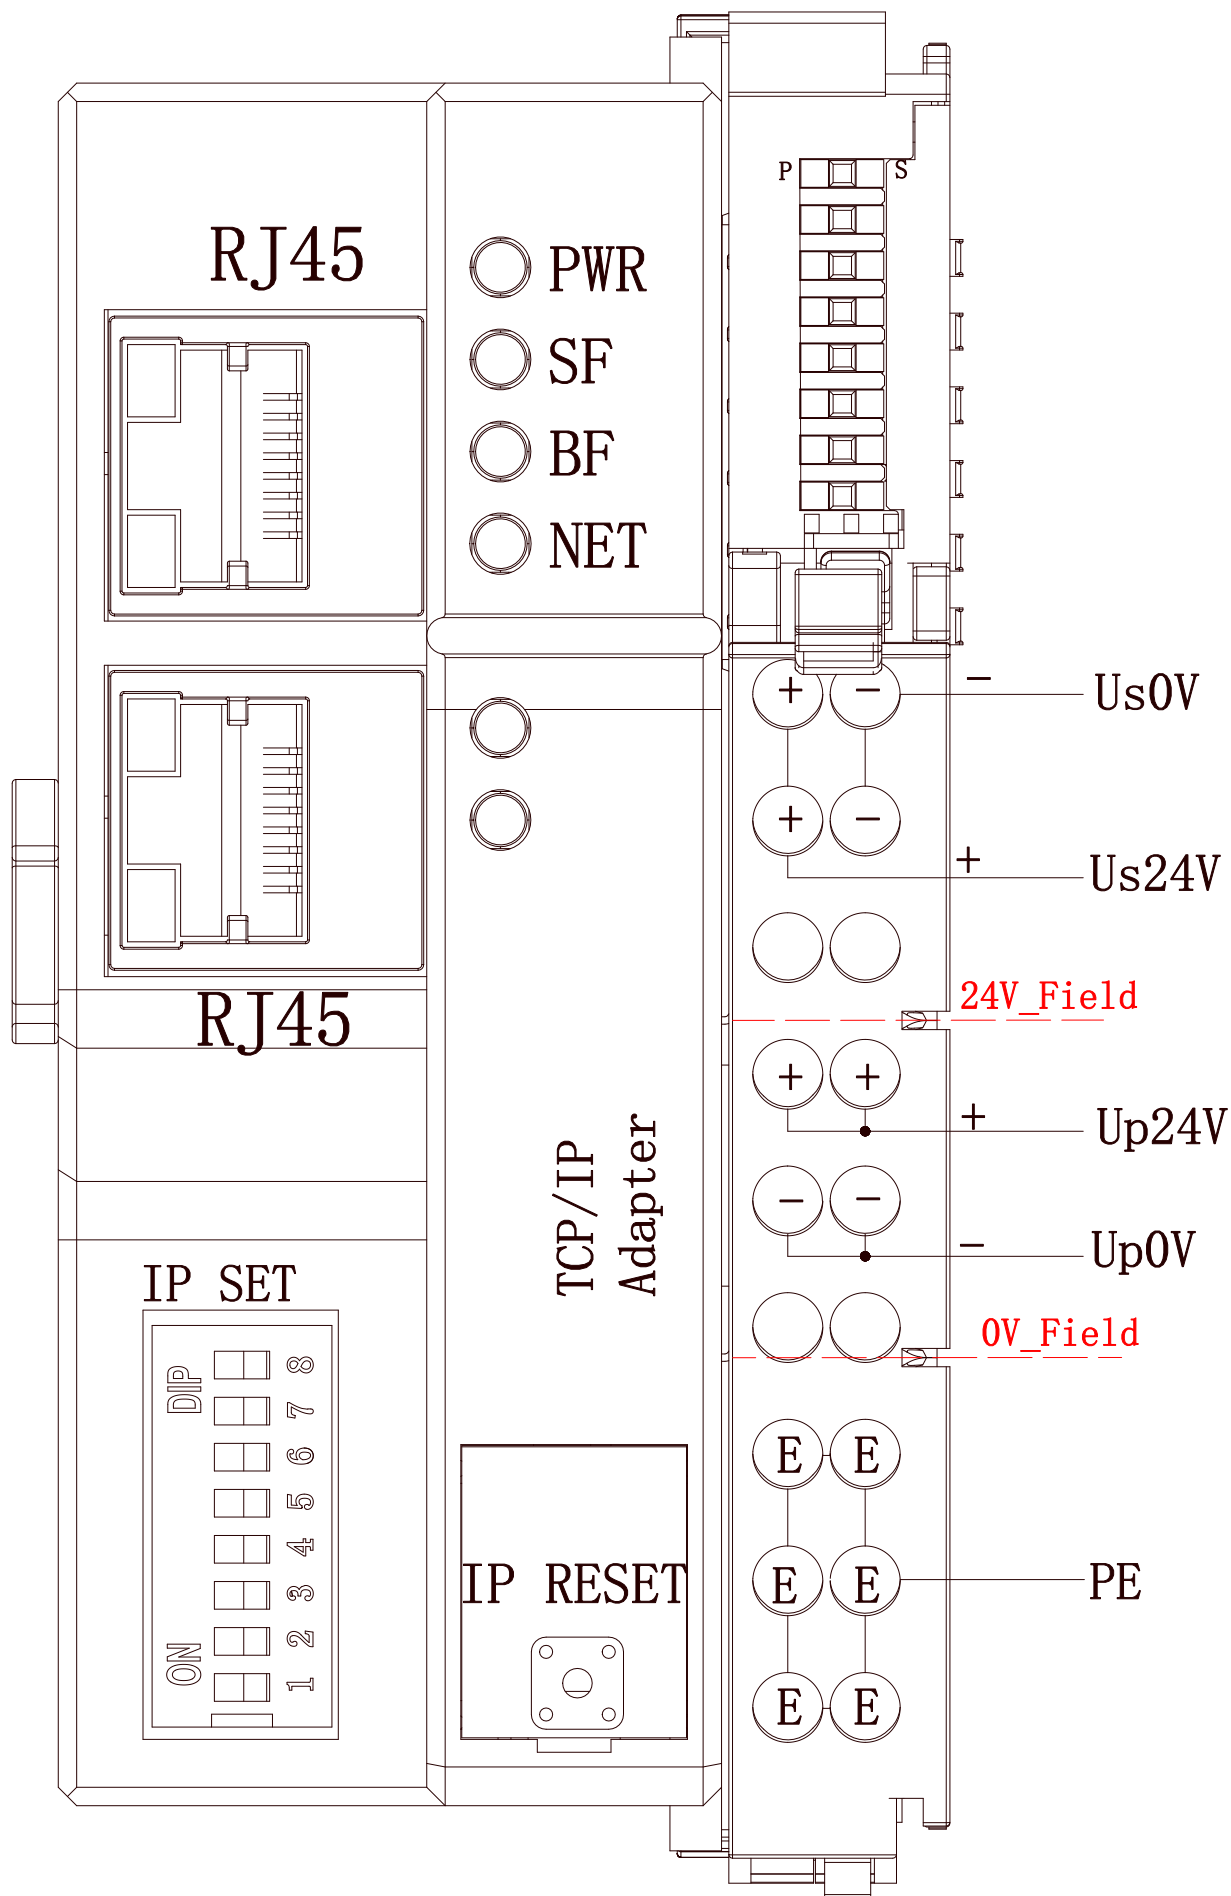 RJ45
PWR
SF
BF
NET
P
S
RJ45
TCP/IP
Adapter
IP SET
DIP
ON
8
7
6
5
4
3
2
1
IP RESET
+ - - Us0V
+ - + Us24V
24V_Field
+ + + Up24V
- - - Up0V
0V_Field
E E
E E PE
E E